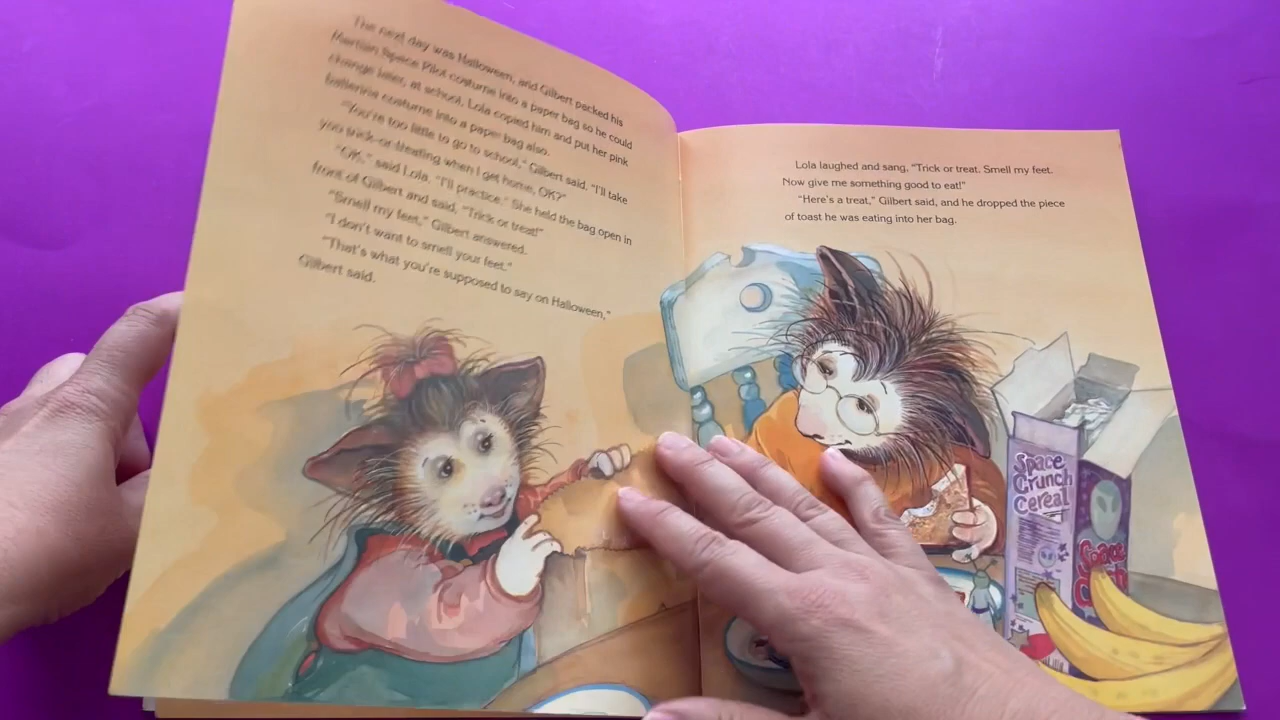 The next day was Halloween, and Gilbert packed his
Martian Space Pilot costume into a paper bag so he could
change later, at school. Lola copied him and put her pink
ballerina costume into a paper bag also.
"You're too little to go to school," Gilbert said. "I'll take
you trick-or-treating when I get home, OK?"
"OK," said Lola. "I'll practice." She held the bag open in
front of Gilbert and said, "Trick or treat!"
"Smell my feet," Gilbert answered.
"I don't want to smell your feet."
"That's what you're supposed to say on Halloween,"
Gilbert said.
Lola laughed and sang, "Trick or treat. Smell my feet.
Now give me something good to eat!"
"Here's a treat," Gilbert said, and he dropped the piece
of toast he was eating into her bag.
Space
Crunch
Cereal
Space